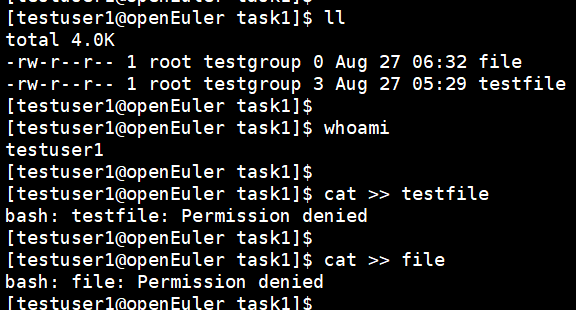 [testuser1@openEuler task1]$
[testuser1@openEuler task1]$ ll
total 4.0K
-rw-r--r-- 1 root testgroup 0 Aug 27 06:32 file
-rw-r--r-- 1 root testgroup 3 Aug 27 05:29 testfile
[testuser1@openEuler task1]$
[testuser1@openEuler task1]$ whoami
testuser1
[testuser1@openEuler task1]$
[testuser1@openEuler task1]$ cat >> testfile
bash: testfile: Permission denied
[testuser1@openEuler task1]$
[testuser1@openEuler task1]$ cat >> file
bash: file: Permission denied
[testuser1@openEuler task1]$